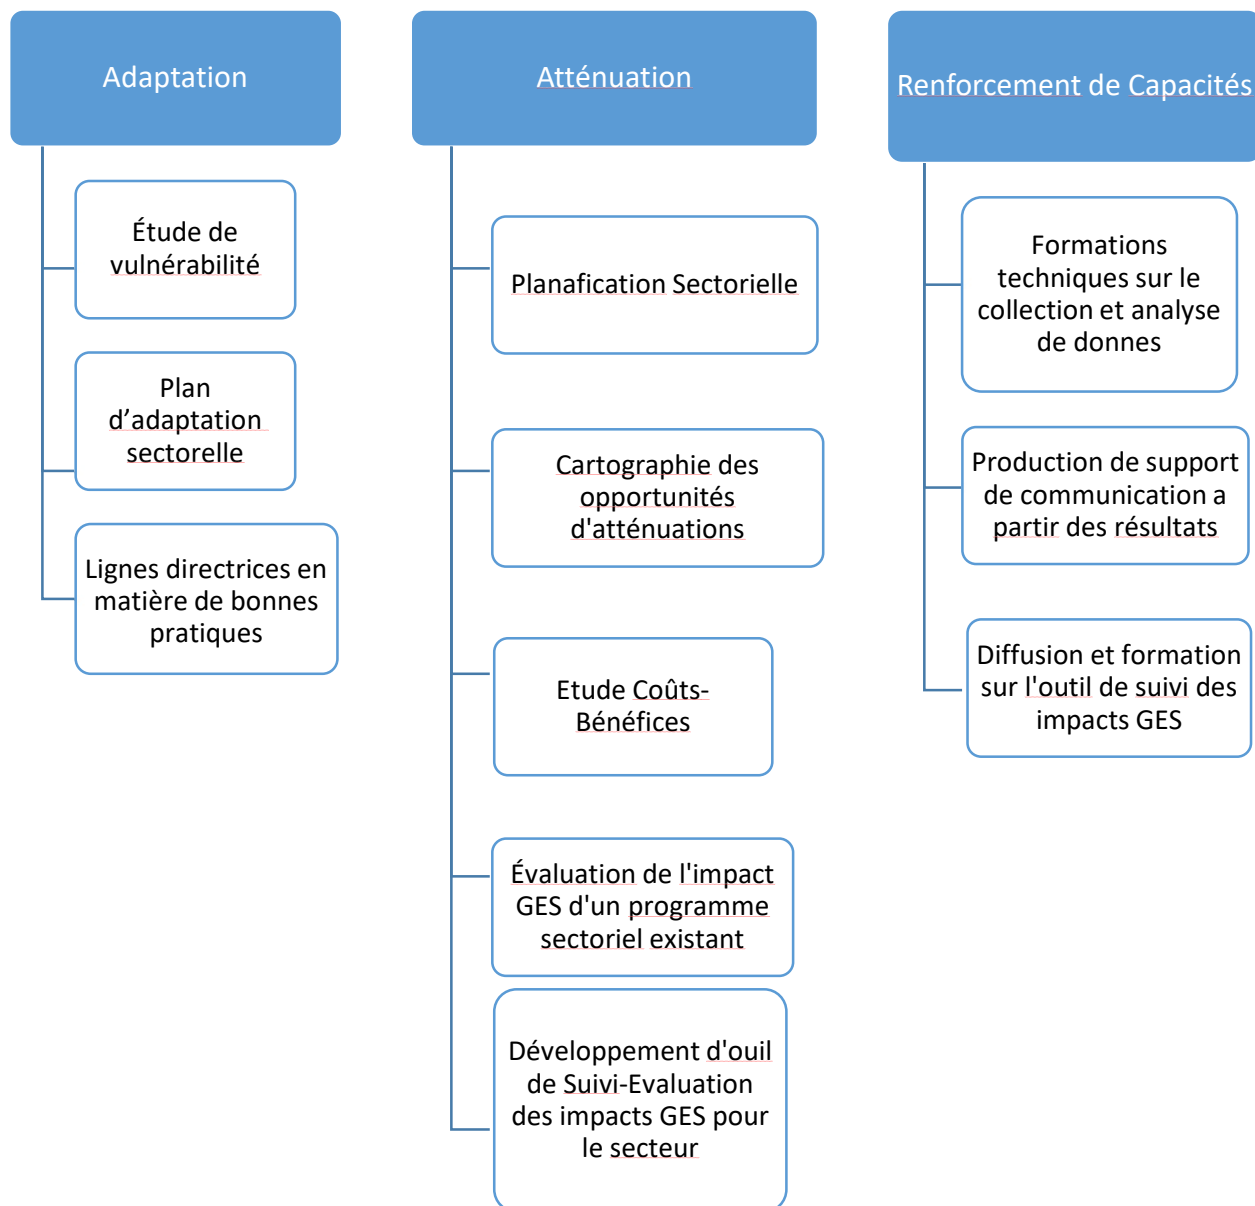 Adaptation
Étude de
vulnérabilité
Plan
d’adaptation
sectorelle
Lignes directrices en
matière de bonnes
pratiques
Atténuation
Planafication Sectorielle
Cartographie des
opportunités
d'atténuations
Etude Coûts-
Bénéfices
Évaluation de l'impact
GES d'un programme
sectoriel existant
Développement d'ouil
de Suivi-Evaluation
des impacts GES pour
le secteur
Renforcement de Capacités
Formations
techniques sur le
collection et analyse
de donnes
Production de support
de communication a
partir des résultats
Diffusion et formation
sur l'outil de suivi des
impacts GES